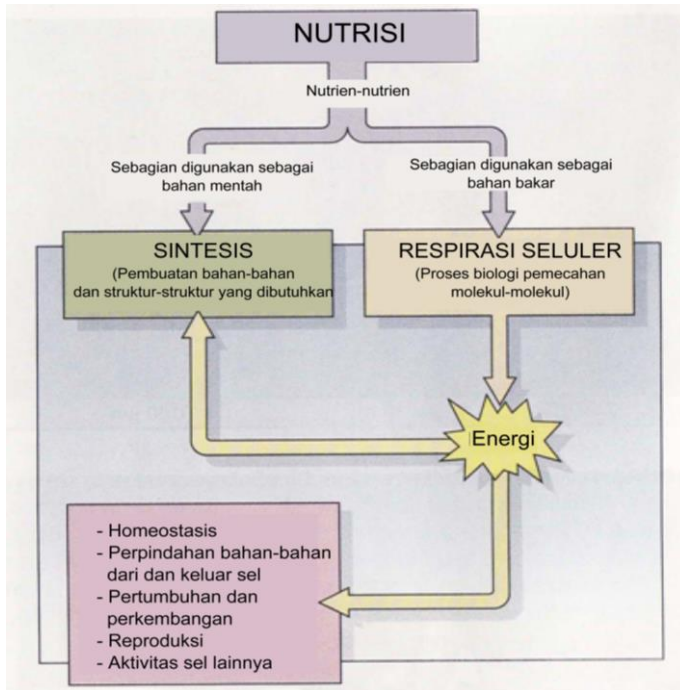 NUTRISI
Nutrien-nutrien
Sebagian digunakan sebagai
bahan mentah
Sebagian digunakan sebagai
bahan bakar
SINTESIS
(Pembuatan bahan-bahan
dan struktur-struktur yang dibutuhkan
RESPIRASI SELULER
(Proses biologi pemecahan
molekul-molekul)
Energi
- Homeostasis
- Perpindahan bahan-bahan
dari dan keluar sel
- Pertumbuhan dan
perkembangan
- Reproduksi
- Aktivitas sel lainnya